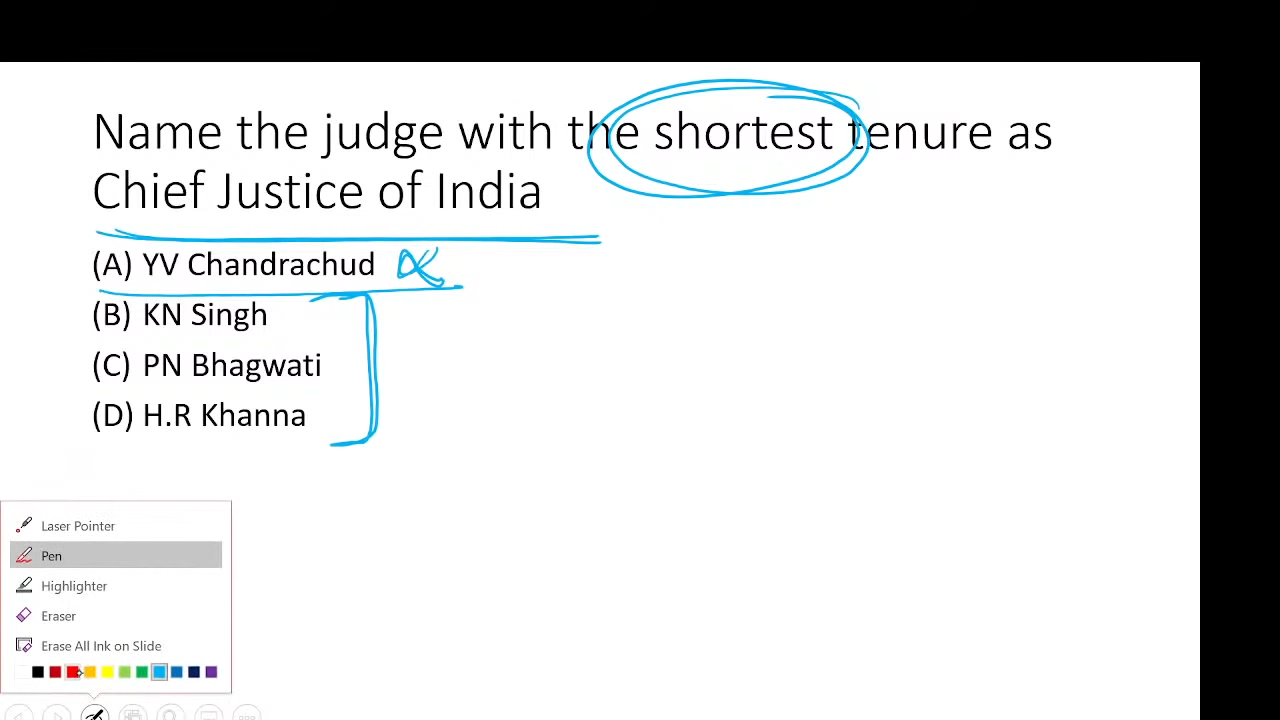 Name the judge with the shortest tenure as
Chief Justice of India
(A) YV Chandrachud
(B) KN Singh
(C) PN Bhagwati
(D) H.R Khanna
Laser Pointer
Pen
Highlighter
Eraser
Erase All Ink on Slide